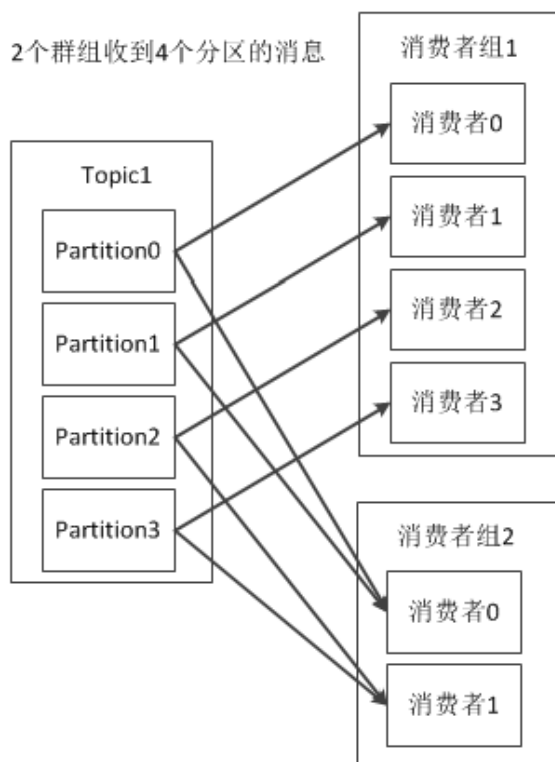 2个群组收到4个分区的消息
Topic1
Partition0
Partition1
Partition2
Partition3
消费者组1
消费者0
消费者1
消费者2
消费者3
消费者组2
消费者0
消费者1